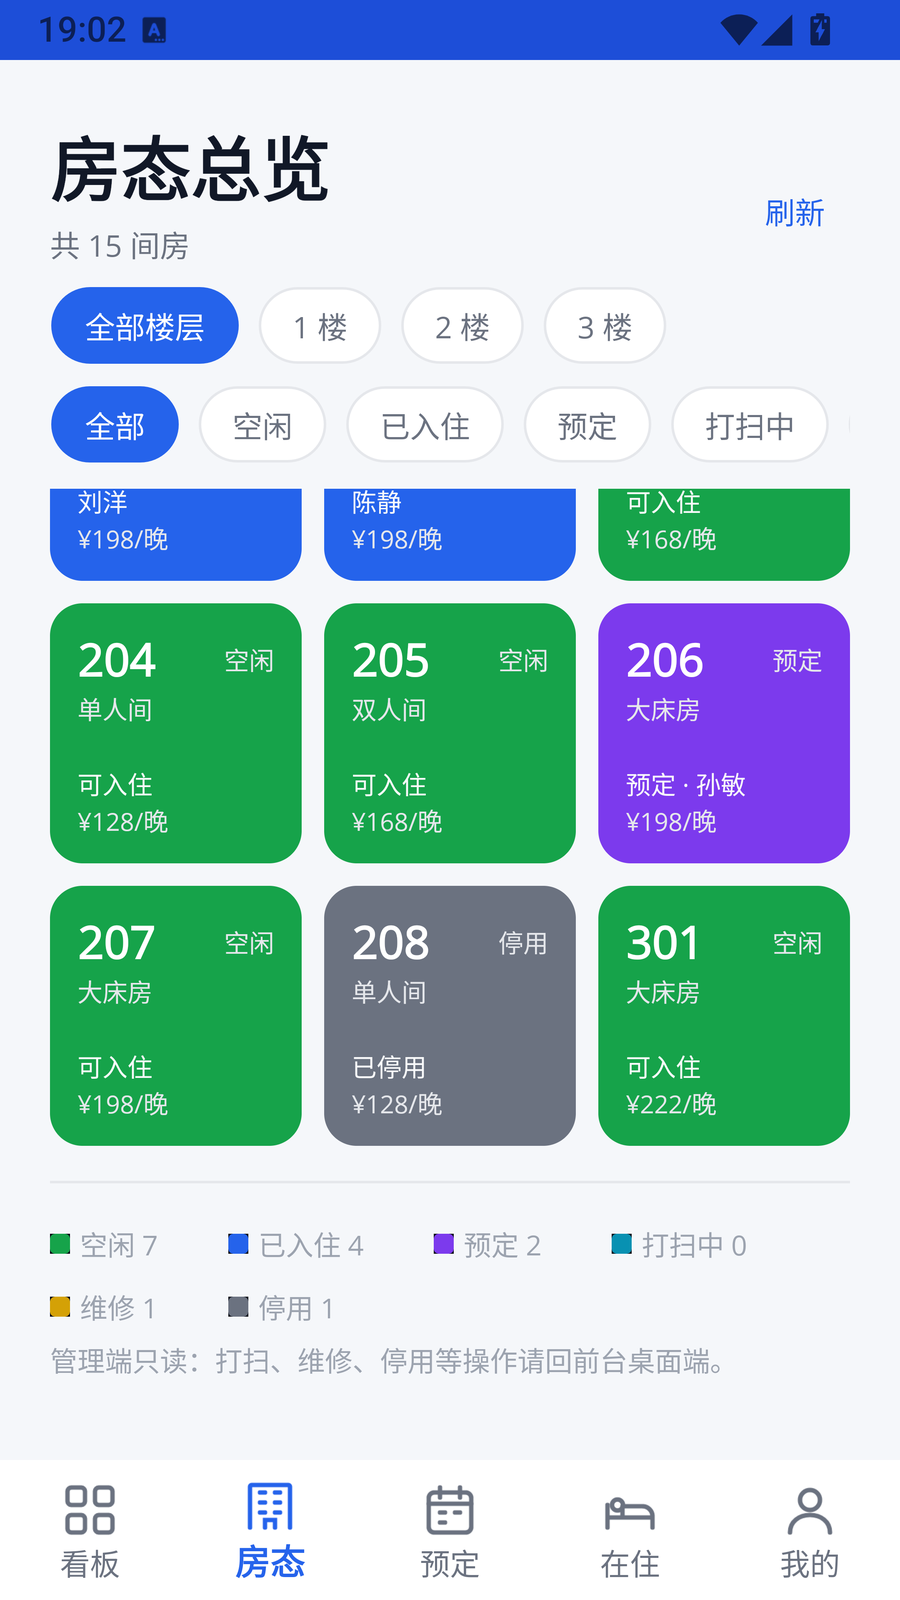 19:02
房态总览
刷新
共 15 间房
全部楼层 1 楼 2 楼 3 楼
全部 空闲 已入住 预定 打扫中
刘洋 陈静 可入住
¥198/晚 ¥198/晚 ¥168/晚
204 空闲 205 空闲 206 预定
单人间 双人间 大床房
可入住 可入住 预定 · 孙敏
¥128/晚 ¥168/晚 ¥198/晚
207 空闲 208 停用 301 空闲
大床房 单人间 大床房
可入住 已停用 可入住
¥198/晚 ¥128/晚 ¥222/晚
空闲 7 已入住 4 预定 2 打扫中 0
维修 1 停用 1
管理端只读：打扫、维修、停用等操作请回前台桌面端。
看板 房态 预定 在住 我的